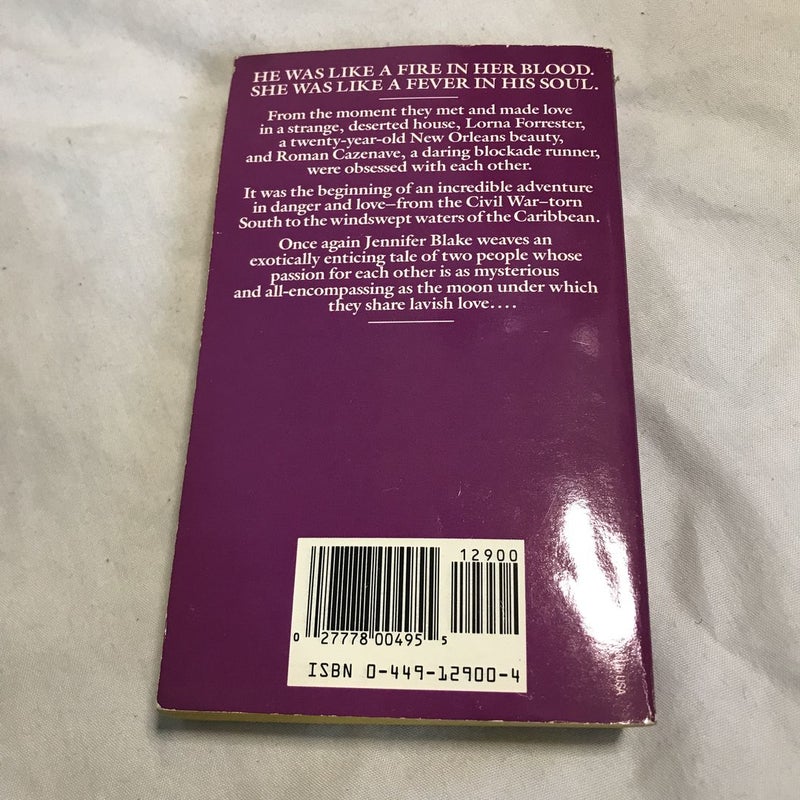 HE WAS LIKE A FIRE IN HER BLOOD.
SHE WAS LIKE A FEVER IN HIS SOUL.
From the moment they met and made love
in a strange, deserted house, Lorna Forrester,
a twenty-year-old New Orleans beauty,
and Roman Cazenave, a daring blockade runner,
were obsessed with each other.
It was the beginning of an incredible adventure
in danger and love—from the Civil War—torn
South to the windswept waters of the Caribbean.
Once again Jennifer Blake weaves an
exotically enticing tale of two people whose
passion for each other is as mysterious
and all-encompassing as the moon under which
they share lavish love....
12900
0 27778 00495 5
ISBN 0-449-12900-4
USA